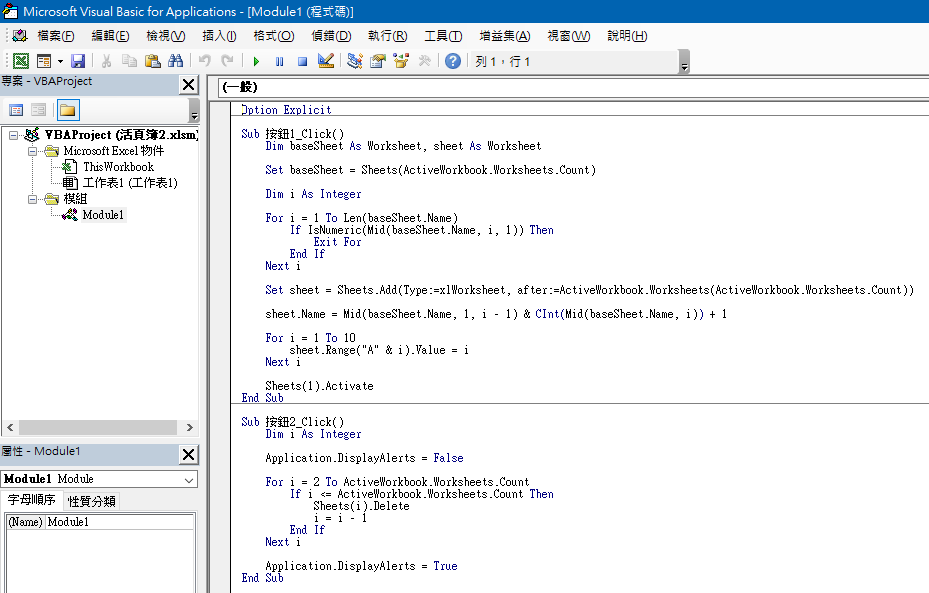 Microsoft Visual Basic for Applications - [Module1 (程式碼)]
檔案(F) 編輯(E) 檢視(V) 插入(I) 格式(O) 偵錯(D) 執行(R) 工具(T) 增益集(A) 視窗(W) 說明(H)
列 1，行 1
專案 - VBAProject
VBAProject (活頁簿2.xlsm)
Microsoft Excel 物件
ThisWorkbook
工作表1 (工作表1)
模組
Module1
屬性 - Module1
Module1 Module
字母順序 性質分類
(Name) Module1
(一般)
Option Explicit
Sub 按鈕1_Click()
Dim baseSheet As Worksheet, sheet As Worksheet
Set baseSheet = Sheets(ActiveWorkbook.Worksheets.Count)
Dim i As Integer
For i = 1 To Len(baseSheet.Name)
If IsNumeric(Mid(baseSheet.Name, i, 1)) Then
Exit For
End If
Next i
Set sheet = Sheets.Add(Type:=xlWorksheet, after:=ActiveWorkbook.Worksheets(ActiveWorkbook.Worksheets.Count))
sheet.Name = Mid(baseSheet.Name, 1, i - 1) & CInt(Mid(baseSheet.Name, i)) + 1
For i = 1 To 10
sheet.Range("A" & i).Value = i
Next i
Sheets(1).Activate
End Sub
Sub 按鈕2_Click()
Dim i As Integer
Application.DisplayAlerts = False
For i = 2 To ActiveWorkbook.Worksheets.Count
If i <= ActiveWorkbook.Worksheets.Count Then
Sheets(i).Delete
i = i - 1
End If
Next i
Application.DisplayAlerts = True
End Sub